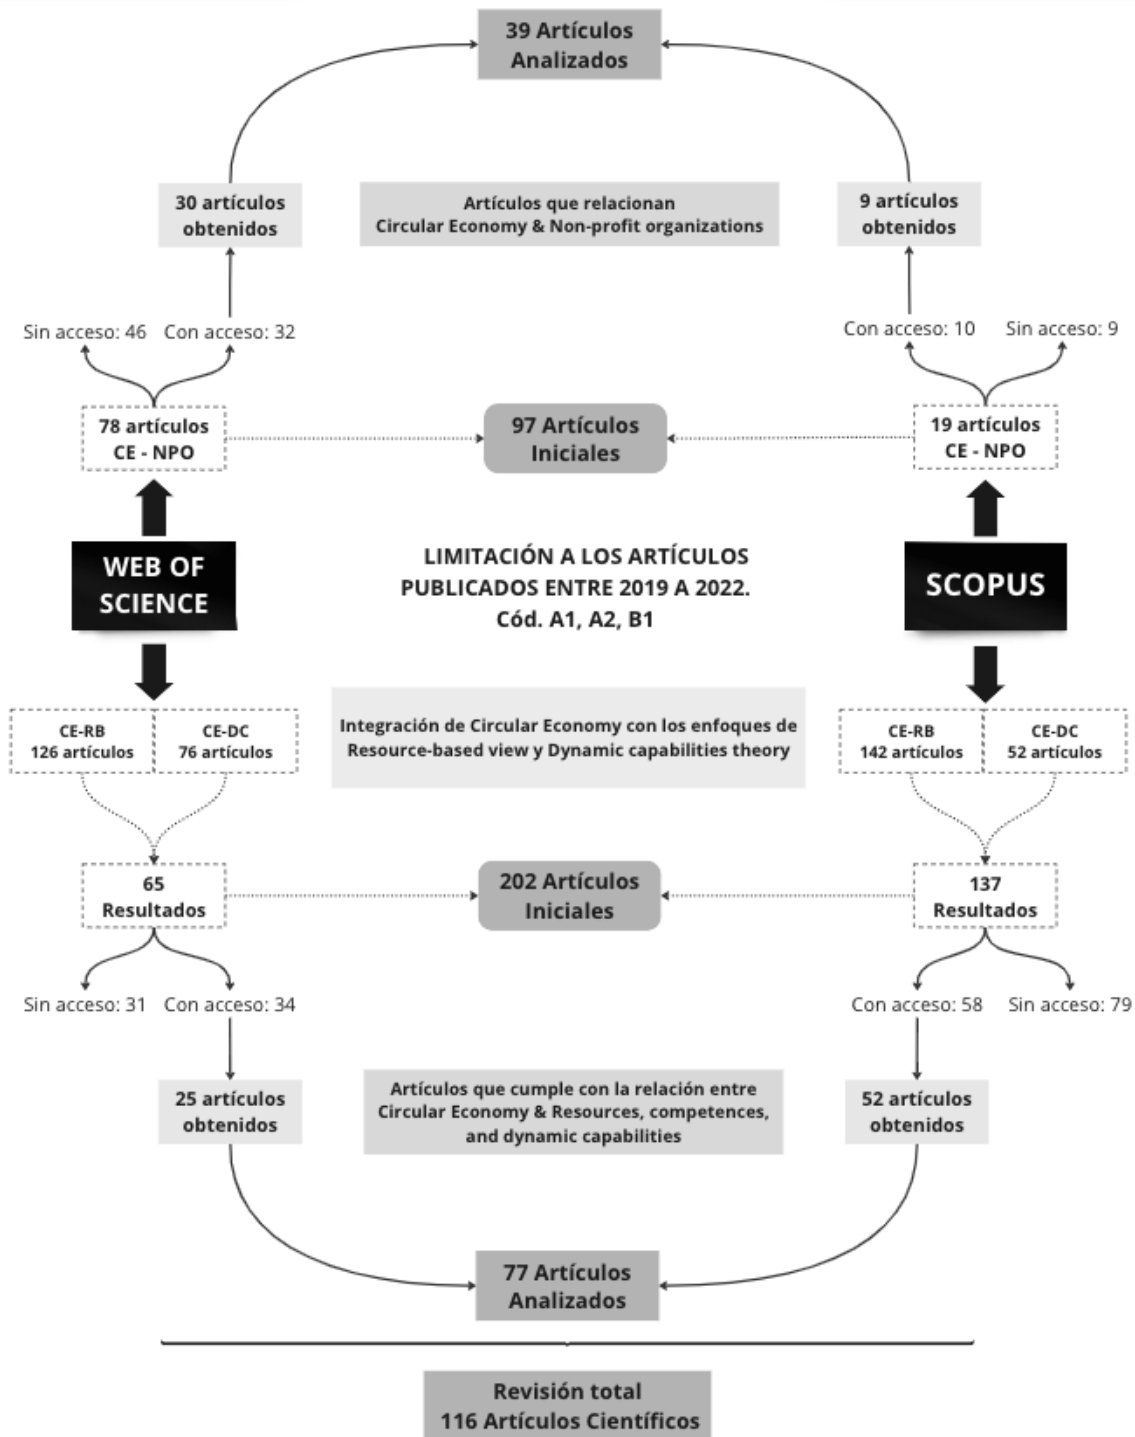 39 Artículos
Analizados
30 artículos
obtenidos
Artículos que relacionan
Circular Economy & Non-profit organizations
9 artículos
obtenidos
Sin acceso: 46
Con acceso: 32
Con acceso: 10
Sin acceso: 9
78 artículos
CE - NPO
97 Artículos
Iniciales
19 artículos
CE - NPO
WEB OF
SCIENCE
LIMITACIÓN A LOS ARTÍCULOS
PUBLICADOS ENTRE 2019 A 2022.
Cód. A1, A2, B1
SCOPUS
CE-RB
126 artículos
CE-DC
76 artículos
Integración de Circular Economy con los enfoques de
Resource-based view y Dynamic capabilities theory
CE-RB
142 artículos
CE-DC
52 artículos
65
Resultados
202 Artículos
Iniciales
137
Resultados
Sin acceso: 31
Con acceso: 34
Con acceso: 58
Sin acceso: 79
25 artículos
obtenidos
Artículos que cumple con la relación entre
Circular Economy & Resources, competences,
and dynamic capabilities
52 artículos
obtenidos
77 Artículos
Analizados
Revisión total
116 Artículos Científicos